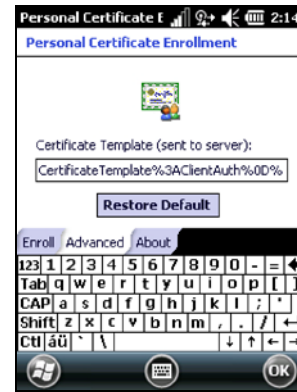 Personal Certificate E 2:14
Personal Certificate Enrollment
Certificate Template (sent to server):
CertificateTemplate%3AClientAuth%0D%
Restore Default
Enroll Advanced About
123 1 2 3 4 5 6 7 8 9 0 - =
Tab q w e r t y u i o p [ ]
CAP a s d f g h j k l ; '
Shift z x c v b n m , . /
Ctl áü ` \
OK